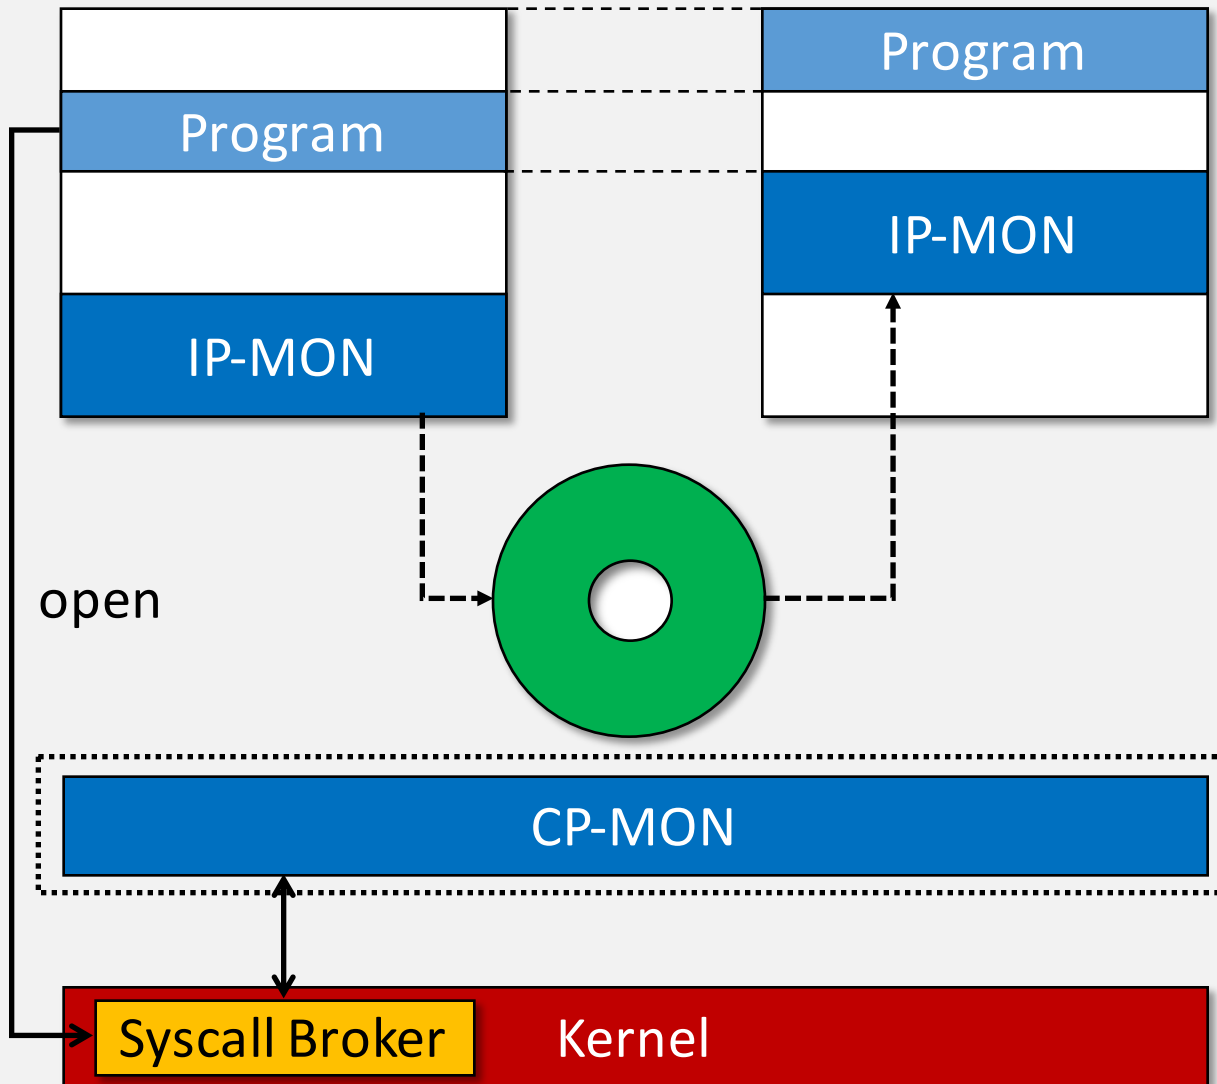 Program
Program
IP-MON
IP-MON
open
CP-MON
Syscall Broker
Kernel